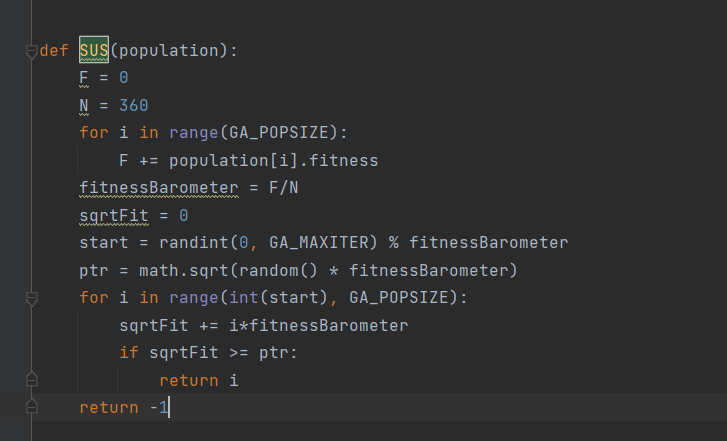 def SUS(population):
    F = 0
    N = 360
    for i in range(GA_POPSIZE):
        F += population[i].fitness
    fitnessBarometer = F/N
    sqrtFit = 0
    start = randint(0, GA_MAXITER) % fitnessBarometer
    ptr = math.sqrt(random() * fitnessBarometer)
    for i in range(int(start), GA_POPSIZE):
        sqrtFit += i*fitnessBarometer
        if sqrtFit >= ptr:
            return i
    return -1